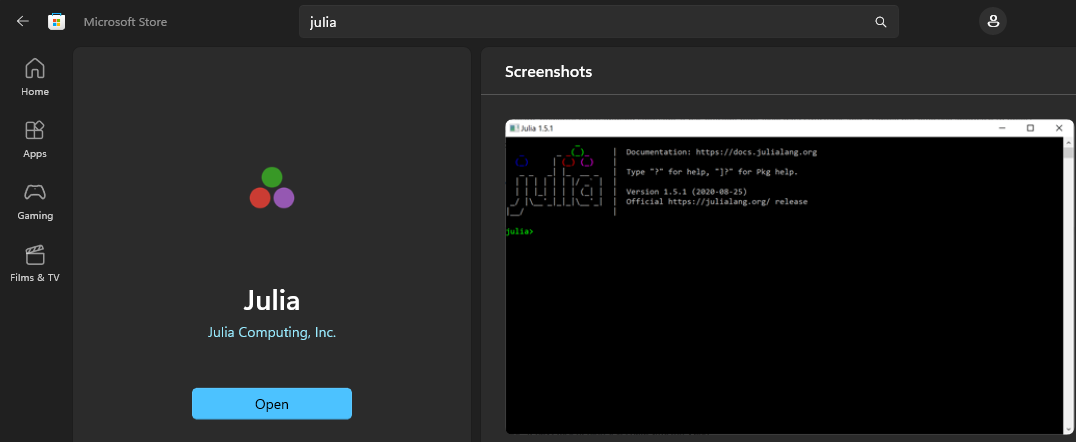 Microsoft Store
julia
Home
Apps
Gaming
Films & TV
Julia
Julia Computing, Inc.
Open
Screenshots
Julia 1.5.1
Documentation: https://docs.julialang.org
Type "?" for help, "]?" for Pkg help.
Version 1.5.1 (2020-08-25)
Official https://julialang.org/ release
julia>